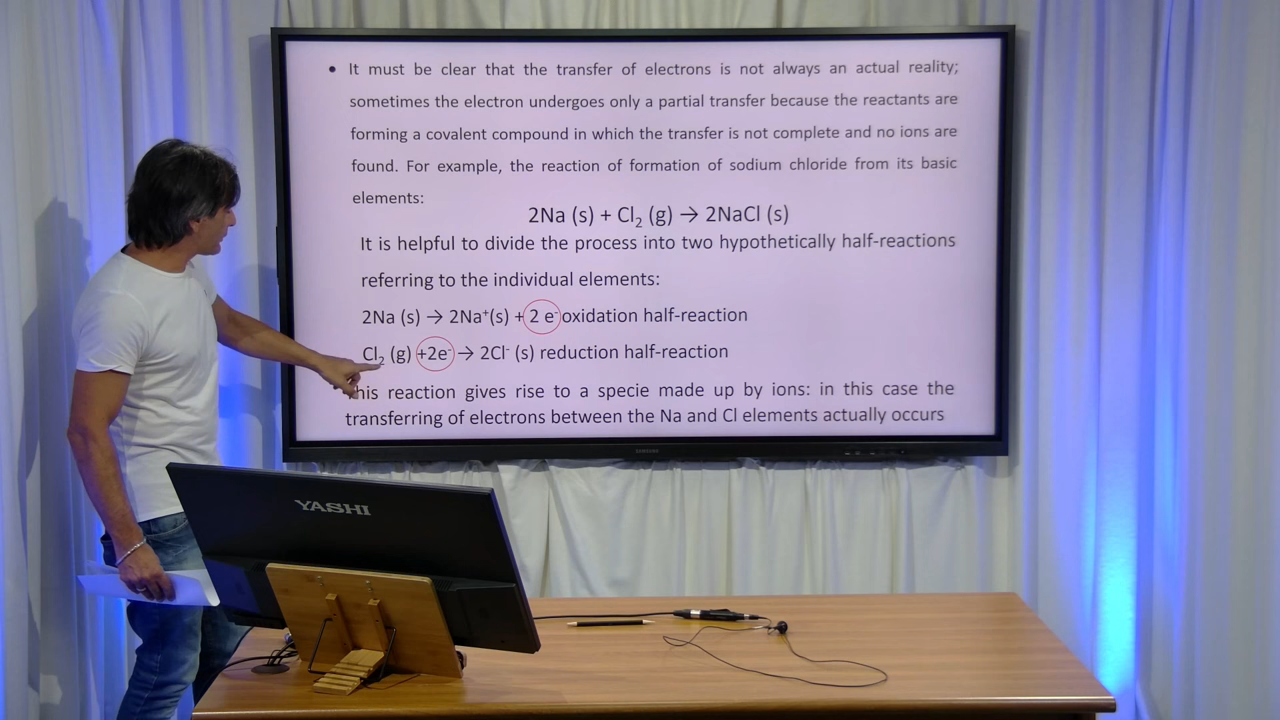 • It must be clear that the transfer of electrons is not always an actual reality;
sometimes the electron undergoes only a partial transfer because the reactants are
forming a covalent compound in which the transfer is not complete and no ions are
found. For example, the reaction of formation of sodium chloride from its basic
elements:
2Na (s) + Cl₂ (g) → 2NaCl (s)
It is helpful to divide the process into two hypothetically half-reactions
referring to the individual elements:
2Na (s) → 2Na⁺(s) + 2 e⁻ oxidation half-reaction
Cl₂ (g) +2e⁻ → 2Cl⁻ (s) reduction half-reaction
This reaction gives rise to a specie made up by ions: in this case the
transferring of electrons between the Na and Cl elements actually occurs
SAMSUNG
YASHI